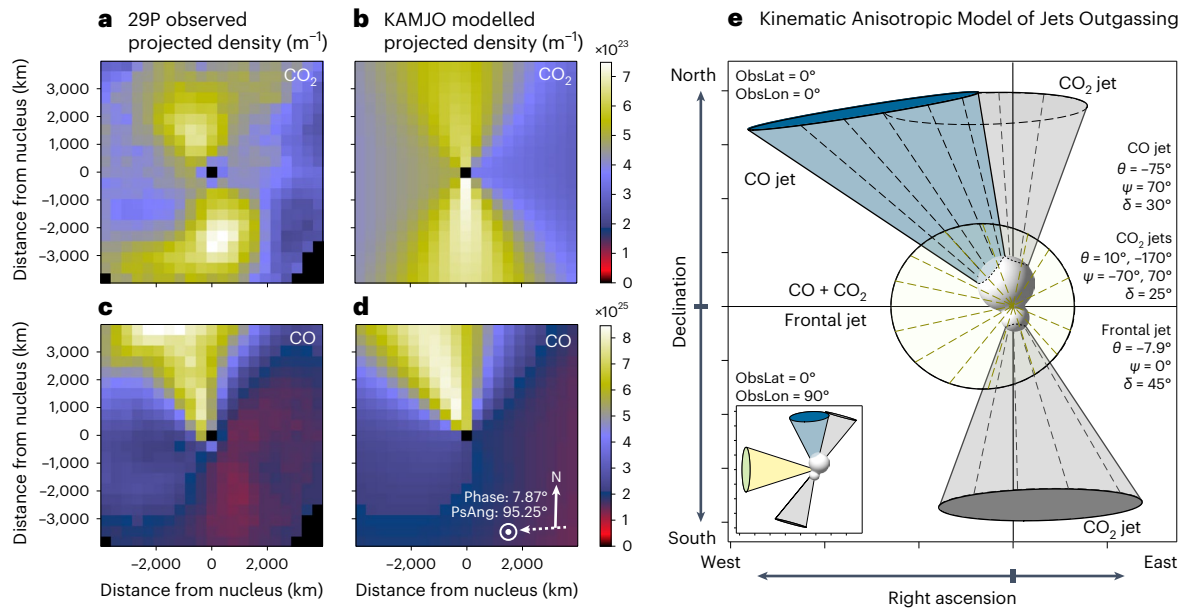 a 29P observed
projected density (m⁻¹)
b KAMJO modelled
projected density (m⁻¹)
e Kinematic Anisotropic Model of Jets Outgassing
Distance from nucleus (km)
3,000
2,000
1,000
0
−1,000
−2,000
−3,000
CO₂
CO₂
×10²³
7
6
5
4
3
2
1
0
c
d
Distance from nucleus (km)
3,000
2,000
1,000
0
−1,000
−2,000
−3,000
CO
CO
N
Phase: 7.87°
PsAng: 95.25°
×10²⁵
8
7
6
5
4
3
2
1
0
−2,000
0
2,000
−2,000
0
2,000
Distance from nucleus (km)
Distance from nucleus (km)
North
Declination
South
ObsLat = 0°
ObsLon = 0°
CO₂ jet
CO jet
CO jet
θ = −75°
ψ = 70°
δ = 30°
CO₂ jets
θ = 10°, -170°
ψ = −70°, 70°
δ = 25°
CO + CO₂
Frontal jet
Frontal jet
θ = −7.9°
ψ = 0°
δ = 45°
ObsLat = 0°
ObsLon = 90°
CO₂ jet
West
East
Right ascension